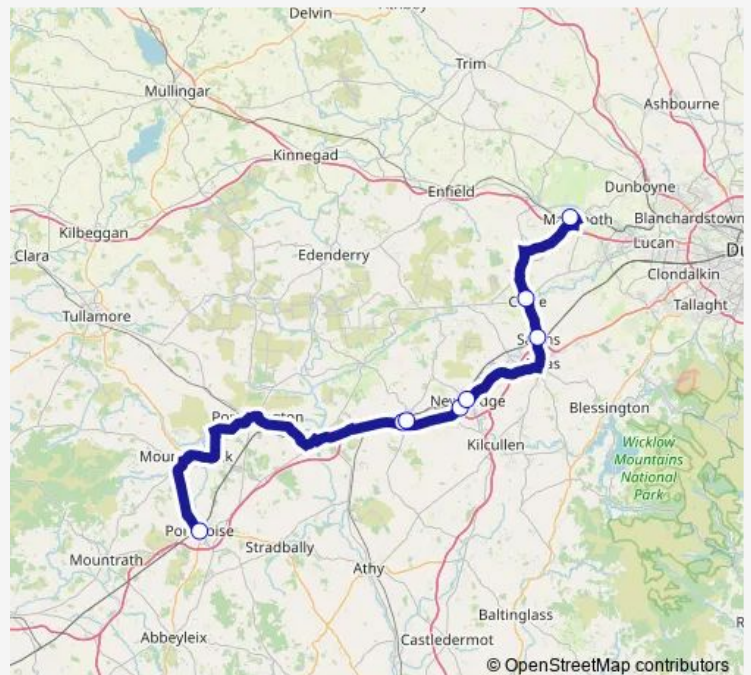 Delvin
Trim
Mullingar
Ashbourne
Kinnegad
Enfield
Dunboyne
Blanchardstown
Kilbeggan
Lucan
Clara
Edenderry
Clondalkin
Tallaght
Tullamore
Blessington
Kilcullen
Wicklow
Mountains
National
Park
Stradbally
Mountrath
Athy
Baltinglass
Abbeyleix
Castledermot
© OpenStreetMap contributors